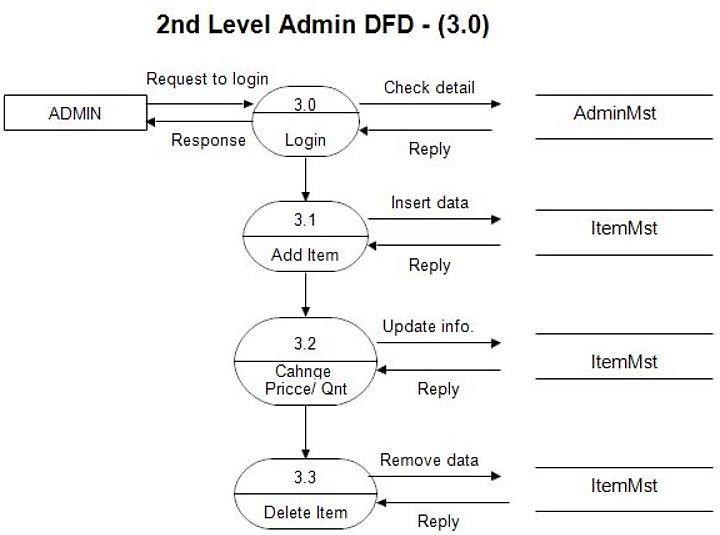 2nd Level Admin DFD - (3.0)
Request to login
Check detail
ADMIN
3.0
AdminMst
Response
Login
Reply
Insert data
3.1
ItemMst
Add Item
Reply
Update info.
3.2
ItemMst
Cahnge
Pricce/ Qnt
Reply
Remove data
3.3
ItemMst
Delete Item
Reply